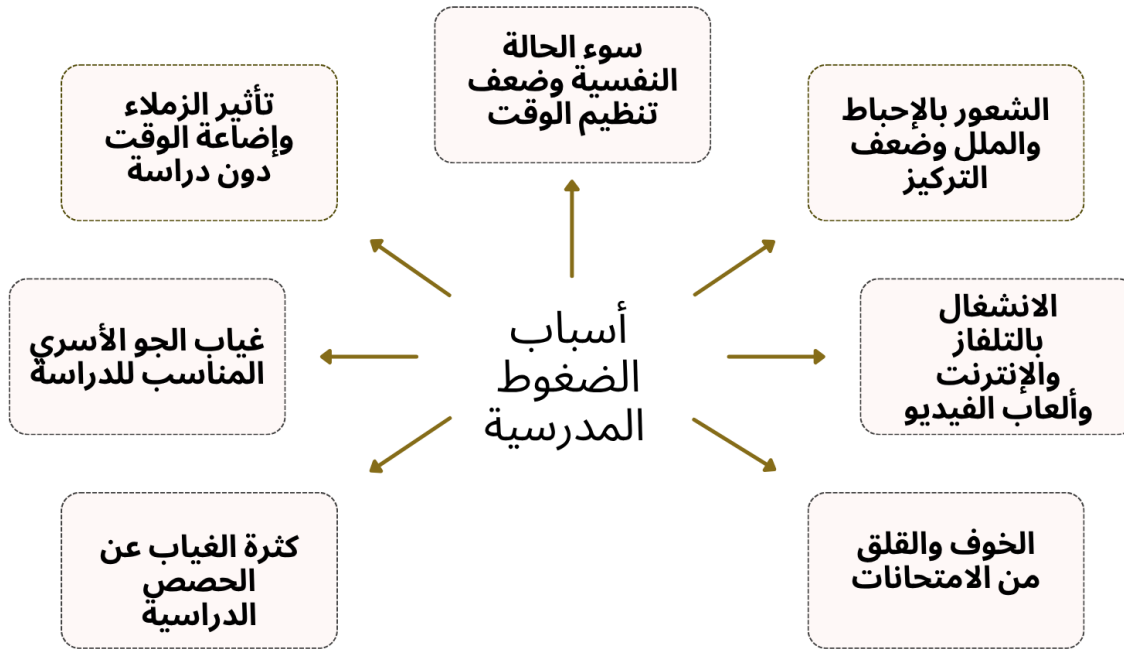 سوء الحالة
النفسية وضعف
تنظيم الوقت
الشعور بالإحباط
والملل وضعف
التركيز
تأثير الزملاء
وإضاعة الوقت
دون دراسة
أسباب
الضغوط
المدرسية
الانشغال
بالتلفاز
والإنترنت
وألعاب الفيديو
غياب الجو الأسري
المناسب للدراسة
الخوف والقلق
من الامتحانات
كثرة الغياب عن
الحصص
الدراسية